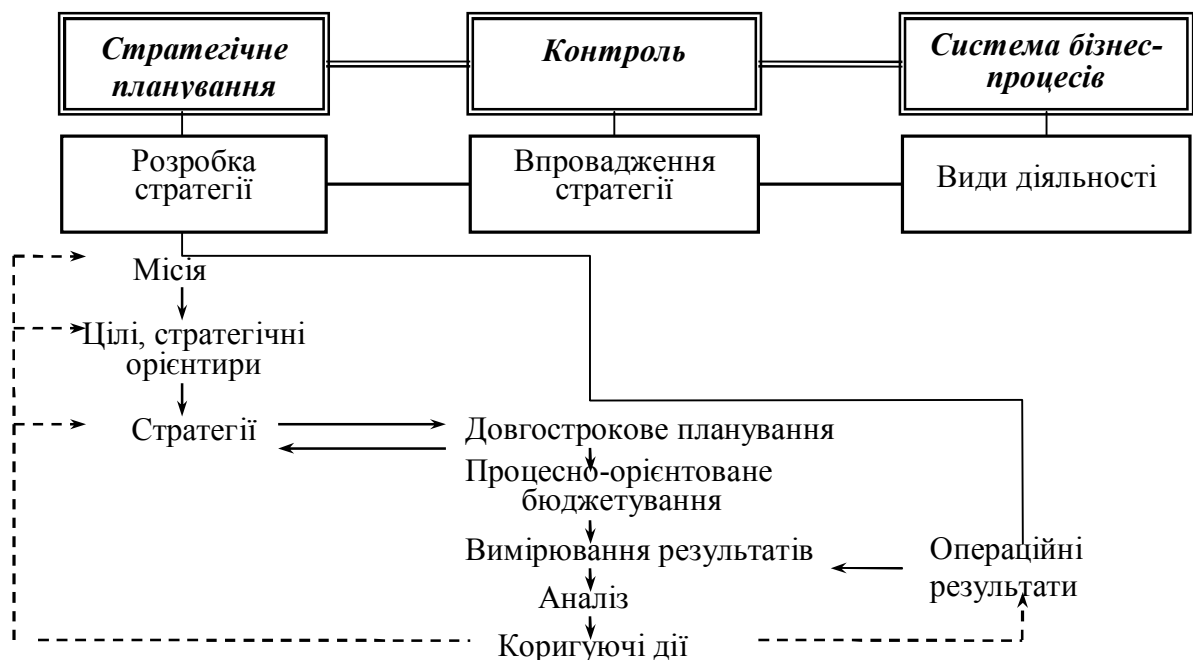 Стратегічне
планування
Контроль
Система бізнес-
процесів
Розробка
стратегії
Впровадження
стратегії
Види діяльності
Місія
Цілі, стратегічні
орієнтири
Стратегії
Довгострокове планування
Процесно-орієнтоване
бюджетування
Вимірювання результатів
Операційні
результати
Аналіз
Коригуючі дії